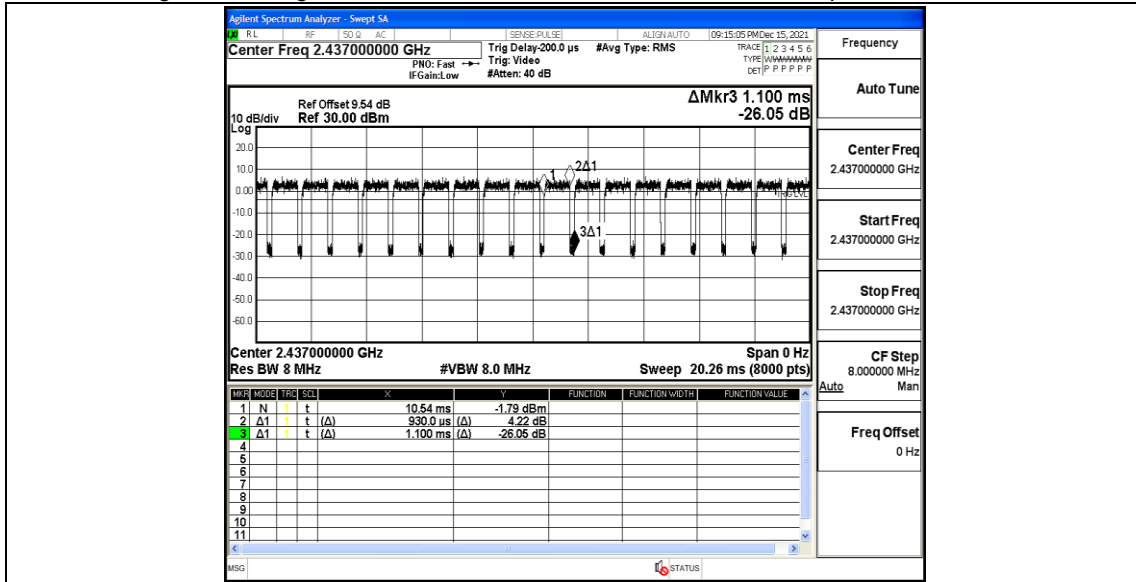 Agilent Spectrum Analyzer - Swept SA
RL RF 50 Ω AC SENSE:PULSE ALIGN AUTO 09:15:05 PM Dec 15, 2021
Center Freq 2.437000000 GHz Trig Delay-200.0 µs #Avg Type: RMS TRACE 1 2 3 4 5 6
PNO: Fast Trig: Video TYPE
IFGain:Low #Atten: 40 dB DET P P P P P P
ΔMkr3 1.100 ms
-26.05 dB
Ref Offset 9.54 dB
10 dB/div Ref 30.00 dBm
Log
20.0
10.0
0.00
-10.0
-20.0
-30.0
-40.0
-50.0
-60.0
1
2Δ1
3Δ1
TRIG LVL
Center 2.437000000 GHz Span 0 Hz
Res BW 8 MHz #VBW 8.0 MHz Sweep 20.26 ms (8000 pts)
MKR MODE TRC SCL X Y FUNCTION FUNCTION WIDTH FUNCTION VALUE
1 N 1 t 10.54 ms -1.79 dBm
2 Δ1 1 t (Δ) 930.0 µs (Δ) 4.22 dB
3 Δ1 1 t (Δ) 1.100 ms (Δ) -26.05 dB
4
5
6
7
8
9
10
11
MSG STATUS
Frequency
Auto Tune
Center Freq
2.437000000 GHz
Start Freq
2.437000000 GHz
Stop Freq
2.437000000 GHz
CF Step
8.000000 MHz
Auto Man
Freq Offset
0 Hz